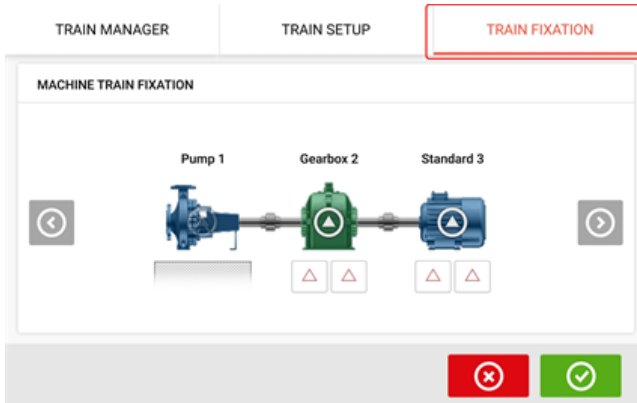 TRAIN MANAGER TRAIN SETUP TRAIN FIXATION
MACHINE TRAIN FIXATION
Pump 1 Gearbox 2 Standard 3